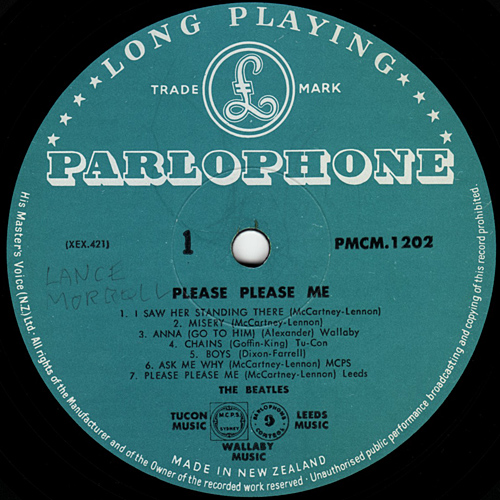 ★ LONG PLAYING ★
TRADE MARK
£
PARLOPHONE
(XEX.421)
1
PMCM.1202
LANCE
PLEASE PLEASE ME
1. I SAW HER STANDING THERE (McCartney-Lennon)
2. MISERY (McCartney-Lennon)
3. ANNA (GO TO HIM) (Alexander) Wallaby
4. CHAINS (Goffin-King) Tu-Con
5. BOYS (Dixon-Farrell)
6. ASK ME WHY (McCartney-Lennon) MCPS
7. PLEASE PLEASE ME (McCartney-Lennon) Leeds
THE BEATLES
TUCON
MUSIC
MCPS
SYDNEY
PARLOPHONE
CONTROL
LEEDS
MUSIC
WALLABY
MUSIC
MADE IN NEW ZEALAND
His Master's Voice (NZ) Ltd· All rights of the Manufacturer and of the Owner of the recorded work reserved. Unauthorised public performance broadcasting and copying of this record prohibited.